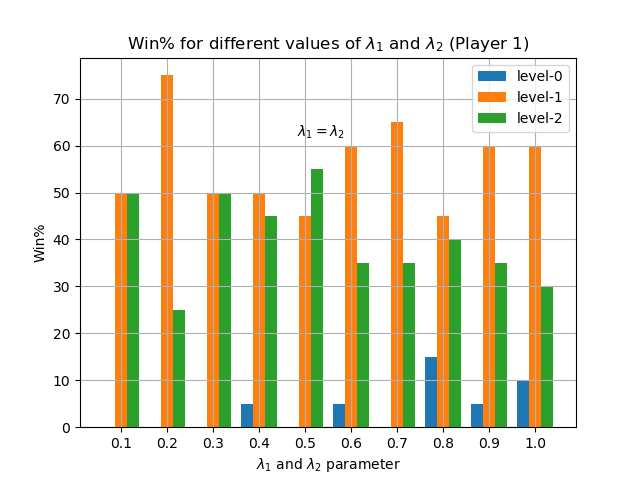 Win% for different values of λ₁ and λ₂ (Player 1)
level-0
level-1
level-2
λ₁ = λ₂
Win%
70
60
50
40
30
20
10
0
0.1 0.2 0.3 0.4 0.5 0.6 0.7 0.8 0.9 1.0
λ₁ and λ₂ parameter